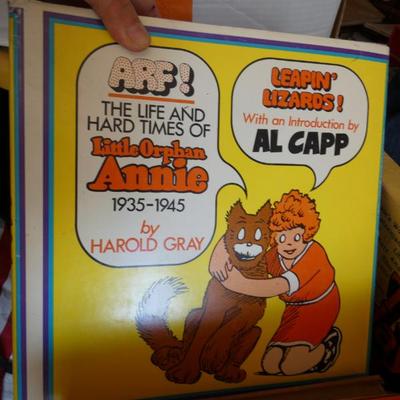 ARF!
THE LIFE AND
HARD TIMES OF
Little Orphan
Annie
1935-1945
by
HAROLD GRAY
LEAPIN'
LIZARDS!
With an Introduction by
AL CAPP